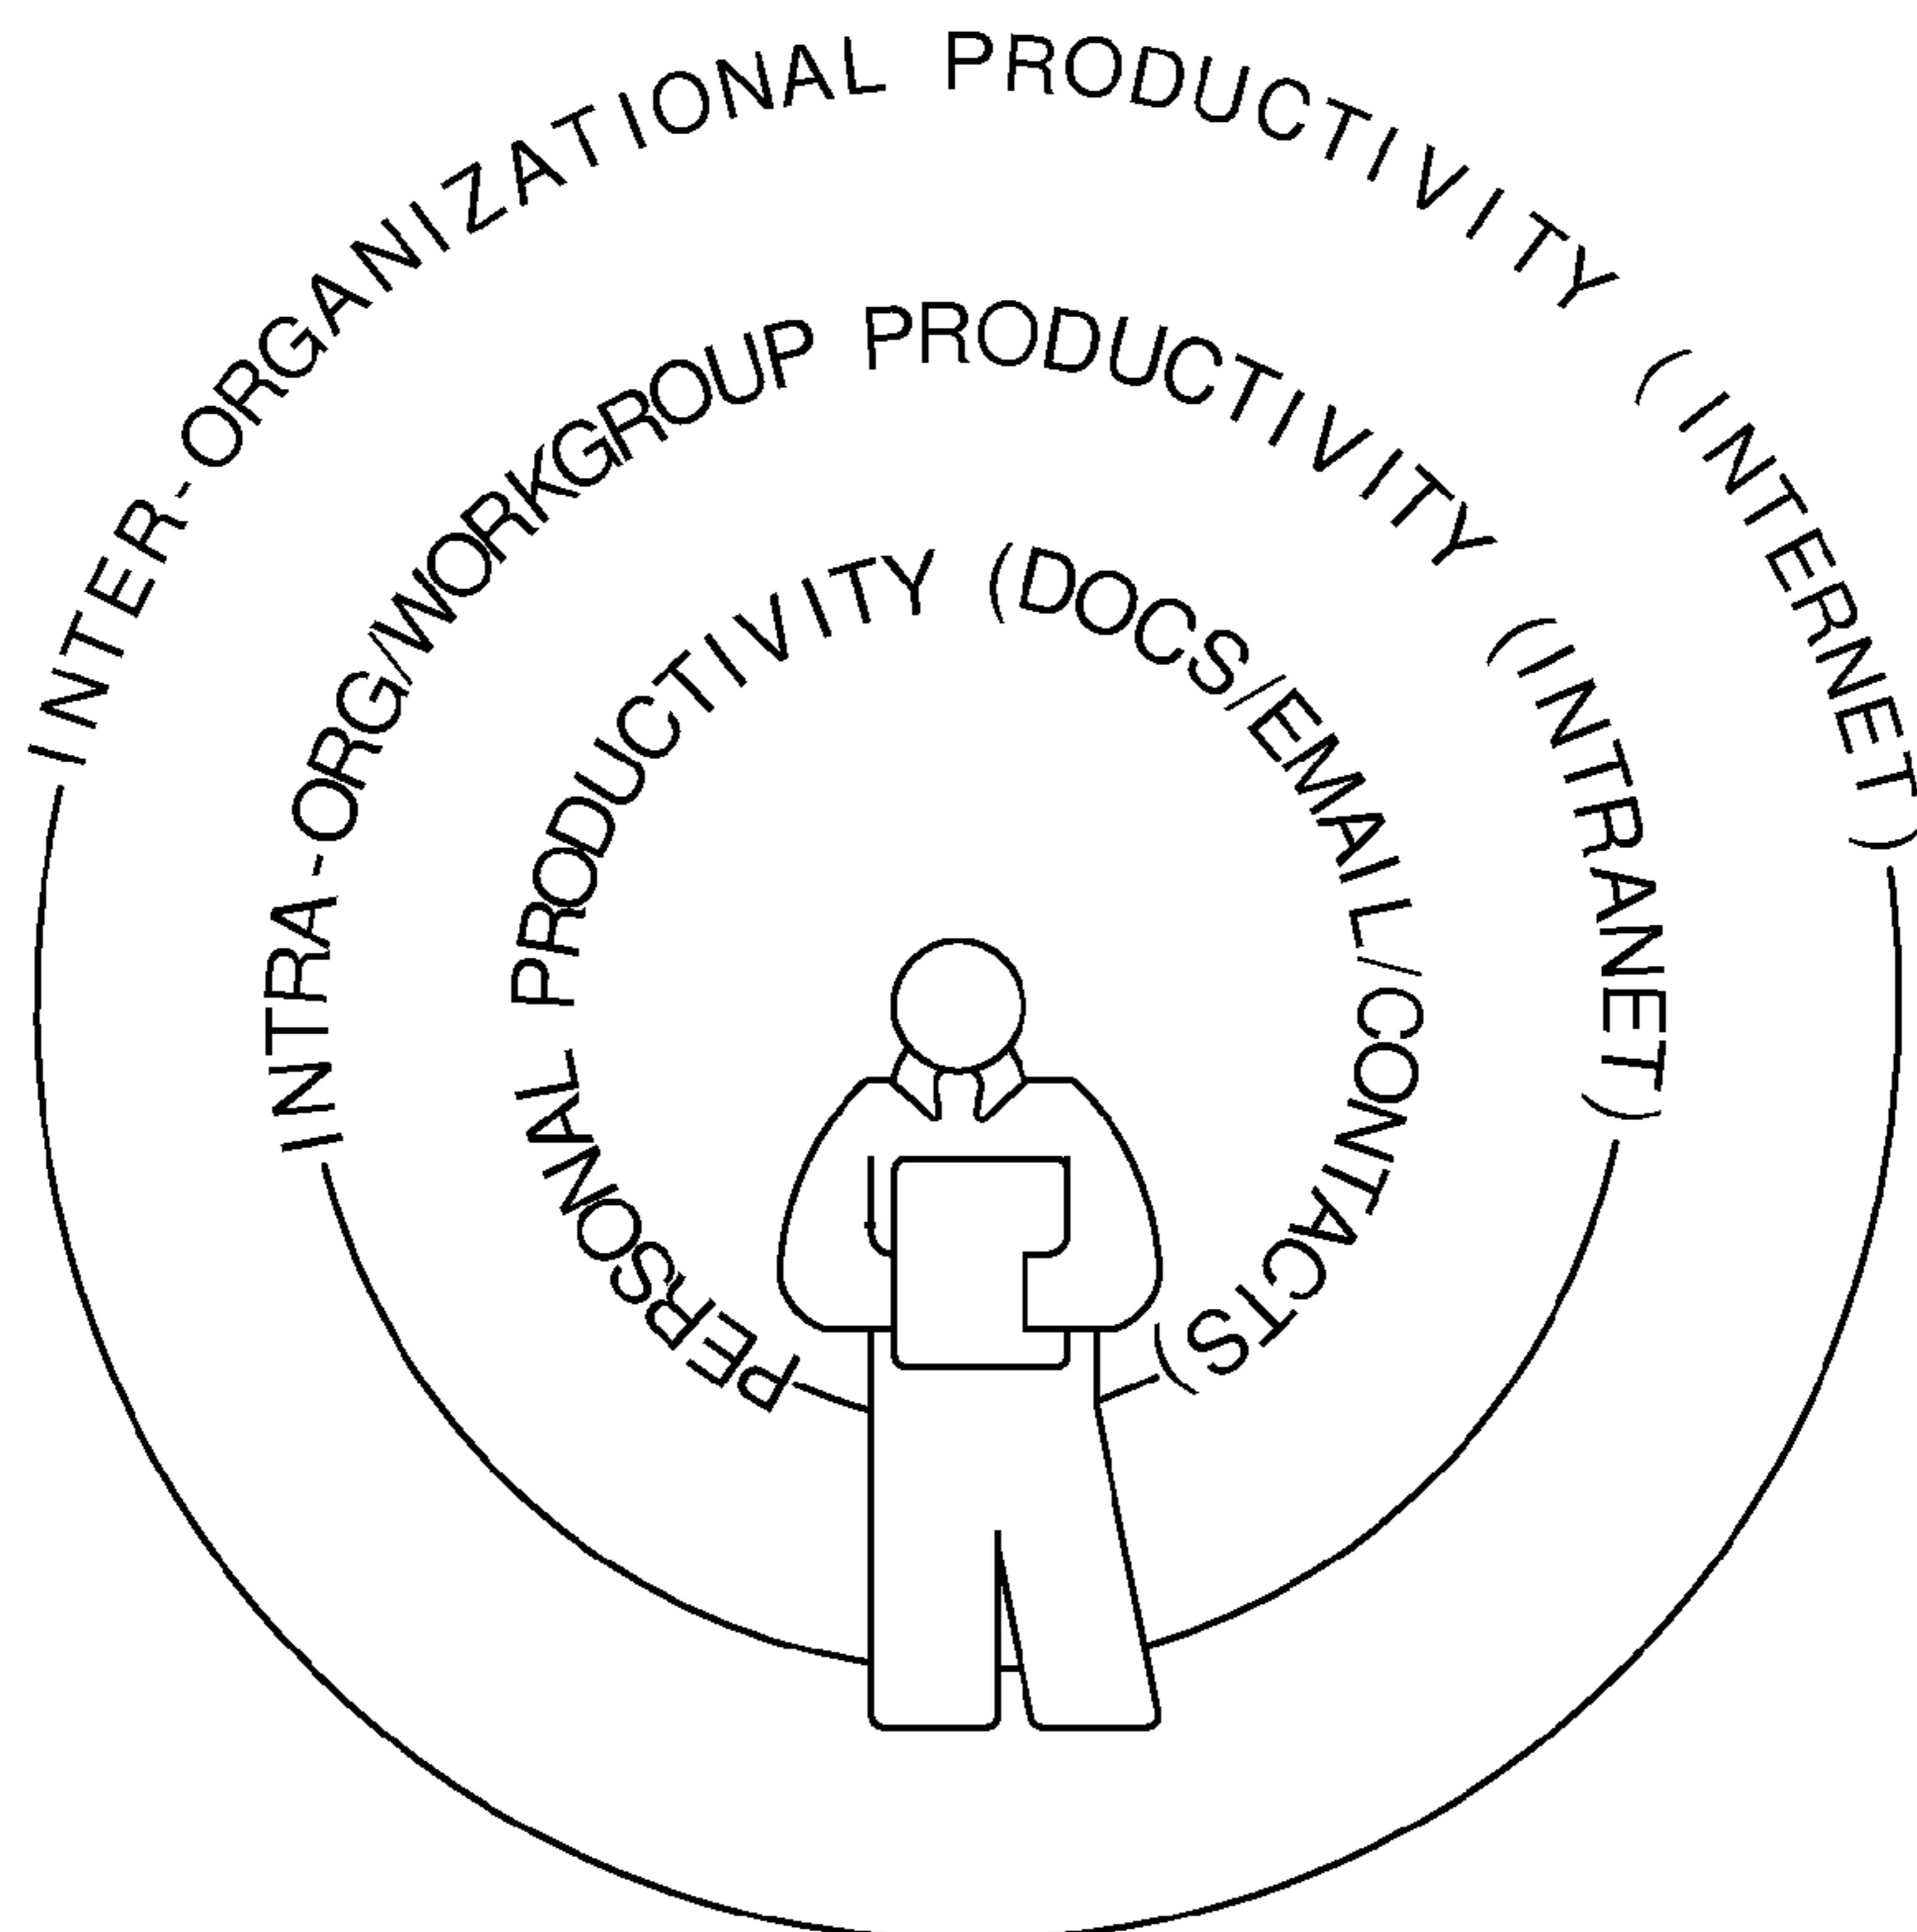 INTER-ORGANIZATIONAL PRODUCTIVITY (INTERNET)
INTRA-ORG/WORKGROUP PRODUCTIVITY (INTRANET)
PERSONAL PRODUCTIVITY (DOCS/EMAIL/CONTACTS)